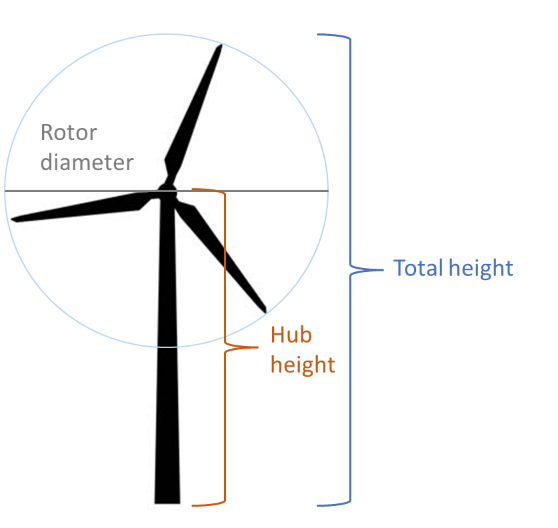 Rotor
diameter
Total height
Hub
height